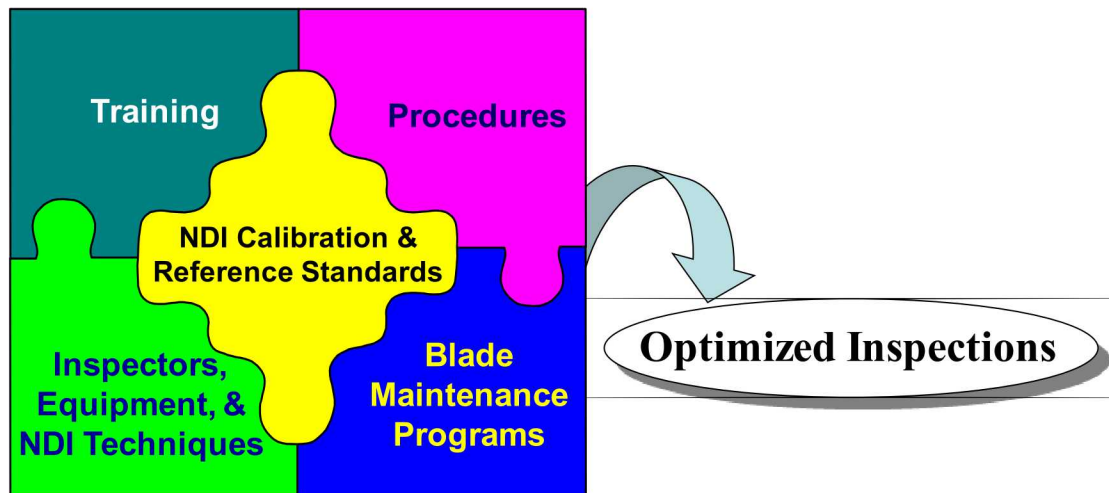 Training
Procedures
NDI Calibration &
Reference Standards
Inspectors,
Equipment, &
NDI Techniques
Blade
Maintenance
Programs
Optimized Inspections